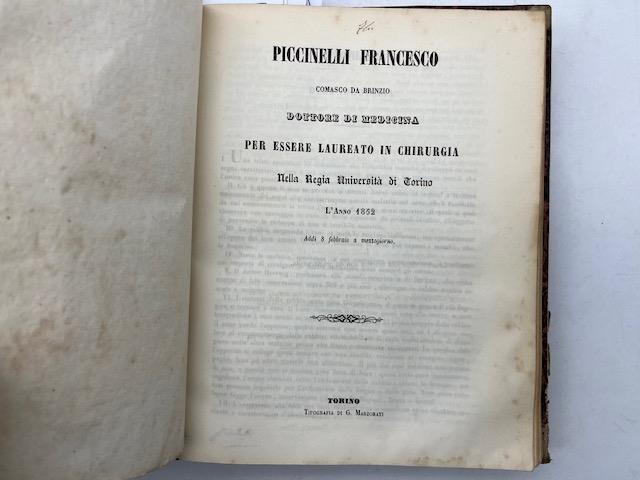 PICCINELLI FRANCESCO
COMASCO DA BRINZIO
DOTTORE DI MEDICINA
PER ESSERE LAUREATO IN CHIRURGIA
Nella Regia Università di Torino
L'ANNO 1852
Addì 8 febbraio a mezzogiorno.
TORINO
TIPOGRAFIA DI G. MARZORATI